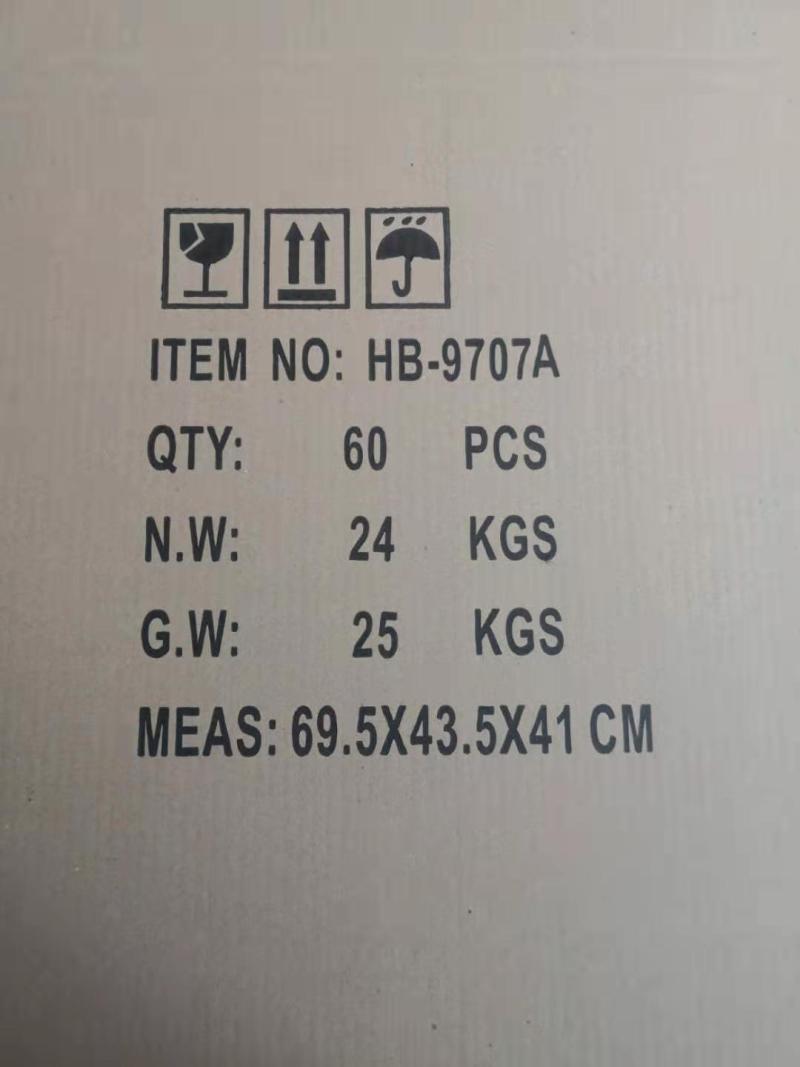 ITEM NO: HB-9707A
QTY: 60 PCS
N.W: 24 KGS
G.W: 25 KGS
MEAS: 69.5X43.5X41 CM